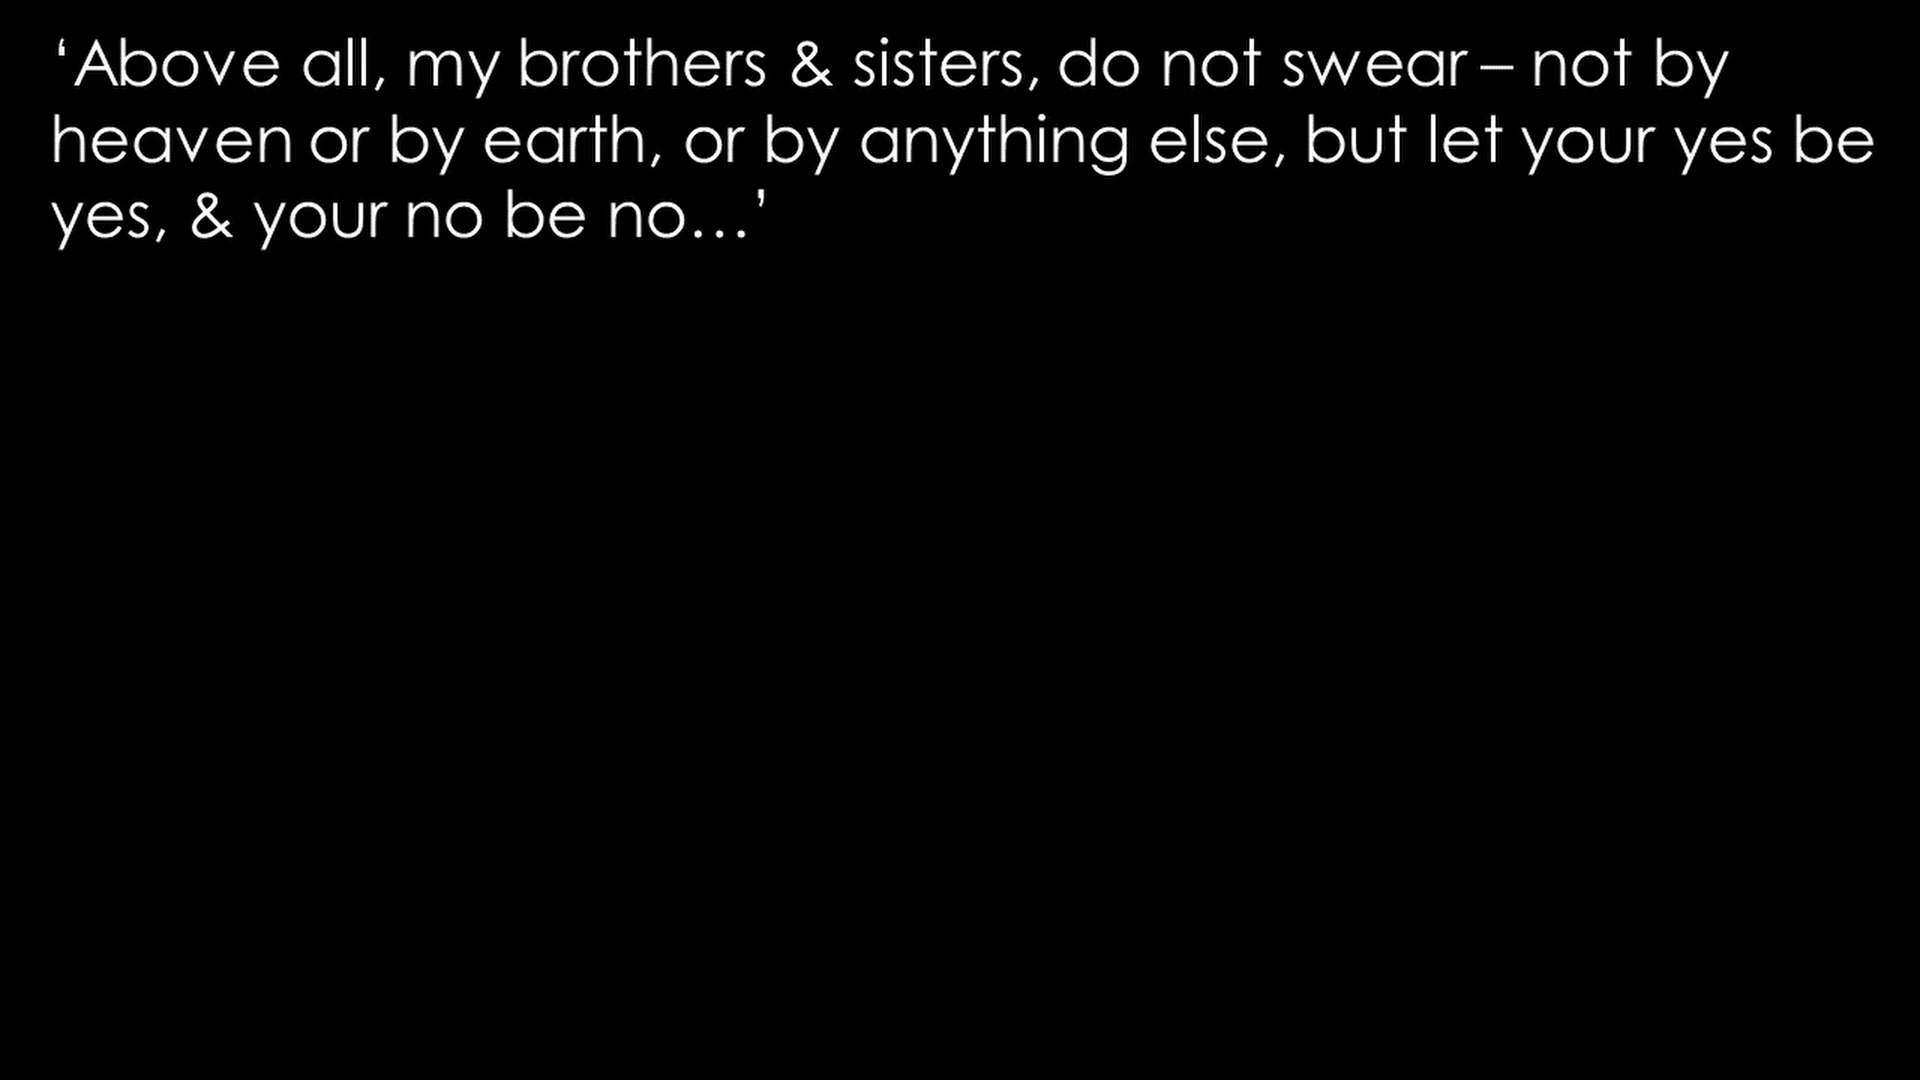 ‘Above all, my brothers & sisters, do not swear – not by
heaven or by earth, or by anything else, but let your yes be
yes, & your no be no…’